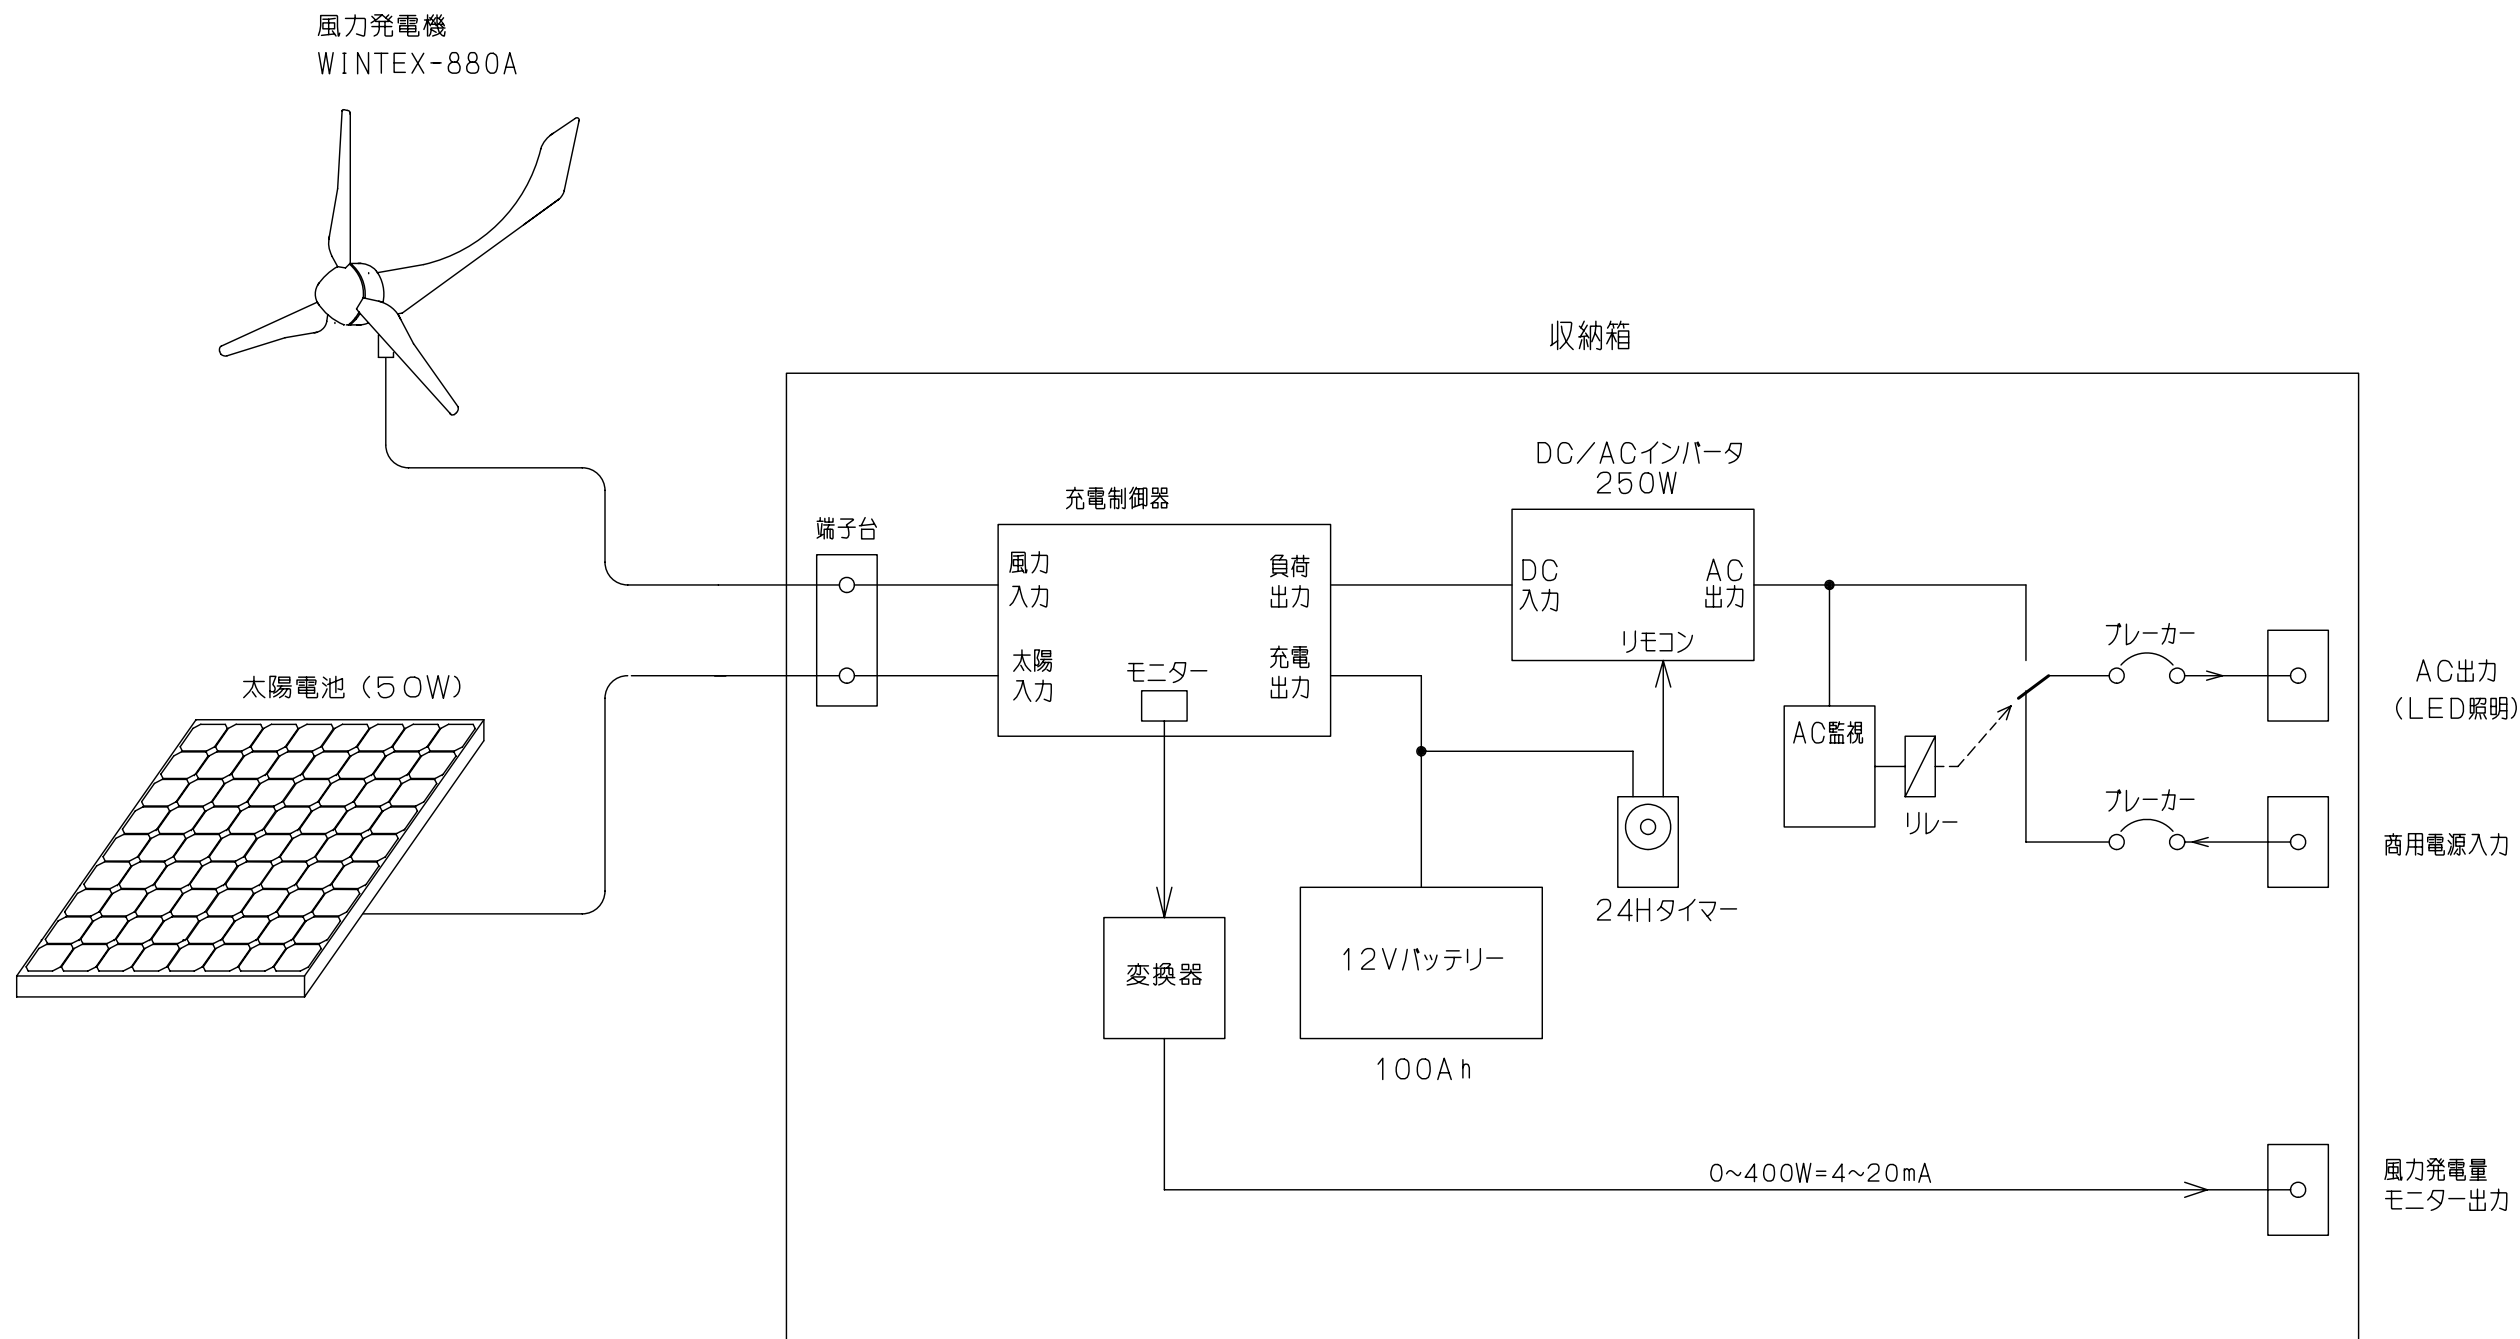 風力発電機
WINTEX-880A
収納箱
DC/ACインバータ
250W
充電制御器
端子台
風力
入力
負荷
出力
DC
入力
AC
出力
リモコン
太陽
入力
モニター
充電
出力
太陽電池(50W)
ブレーカー
AC出力
(LED照明)
AC監視
リレー
ブレーカー
商用電源入力
24Hタイマー
変換器
12Vバッテリー
100Ah
0~400W=4~20mA
風力発電量
モニター出力